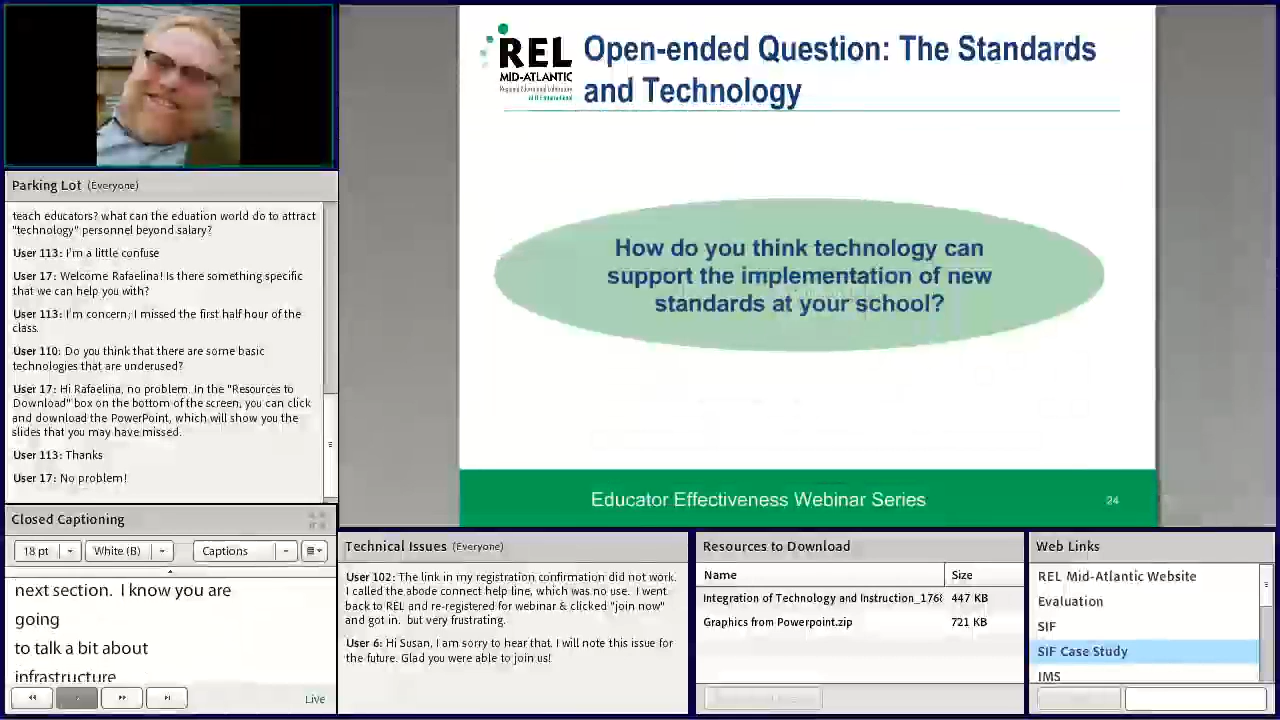 REL
MID-ATLANTIC
Regional Educational Laboratory
Open-ended Question: The Standards
and Technology
How do you think technology can
support the implementation of new
standards at your school?
Educator Effectiveness Webinar Series
24
Parking Lot (Everyone)
teach educators? what can the eduation world do to attract
"technology" personnel beyond salary?
User 113: I'm a little confuse
User 17: Welcome Rafaelina! Is there something specific
that we can help you with?
User 113: I'm concern; I missed the first half hour of the
class.
User 110: Do you think that there are some basic
technologies that are underused?
User 17: Hi Rafaelina, no problem. In the "Resources to
Download" box on the bottom of the screen, you can click
and download the PowerPoint, which will show you the
slides that you may have missed.
User 113: Thanks
User 17: No problem!
Closed Captioning
18 pt
White (B)
Captions
next section. I know you are
going
to talk a bit about
infrastructure
Live
Technical Issues (Everyone)
User 102: The link in my registration confirmation did not work.
I called the abode connect help line, which was no use. I went
back to REL and re-registered for webinar & clicked "join now"
and got in. but very frustrating.
User 6: Hi Susan, I am sorry to hear that. I will note this issue for
the future. Glad you were able to join us!
Resources to Download
Name Size
Integration of Technology and Instruction_176 447 KB
Graphics from Powerpoint.zip 721 KB
Web Links
REL Mid-Atlantic Website
Evaluation
SIF
SIF Case Study
IMS